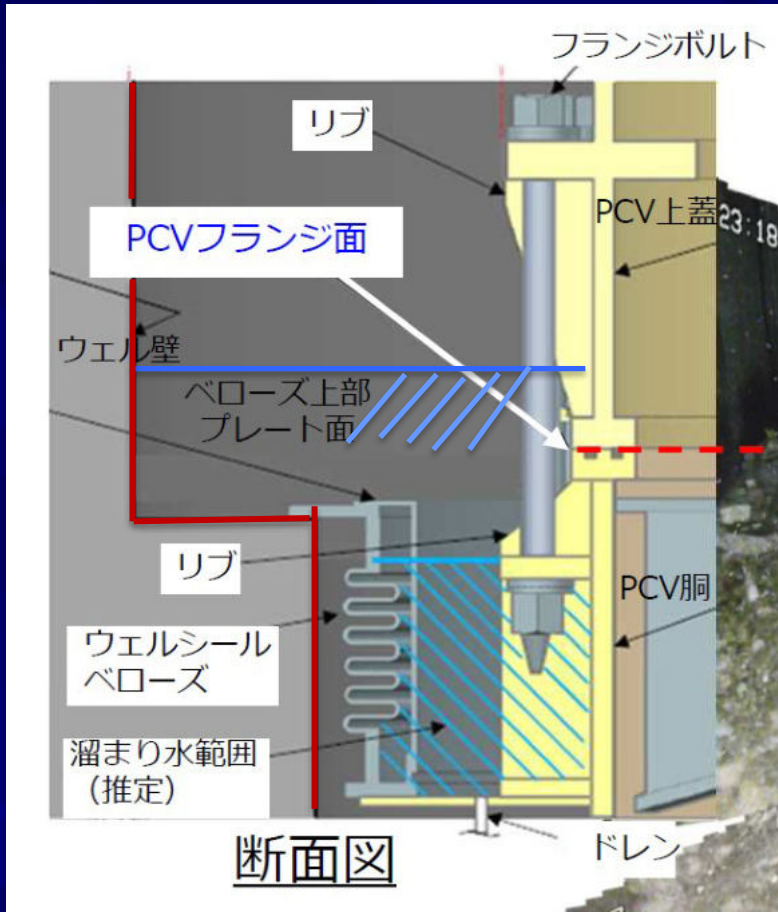 フランジボルト
リブ
PCV上蓋
23:18
PCVフランジ面
ウェル壁
ベローズ上部
プレート面
リブ
PCV胴
ウェルシール
ベローズ
溜まり水範囲
（推定）
ドレン
断面図